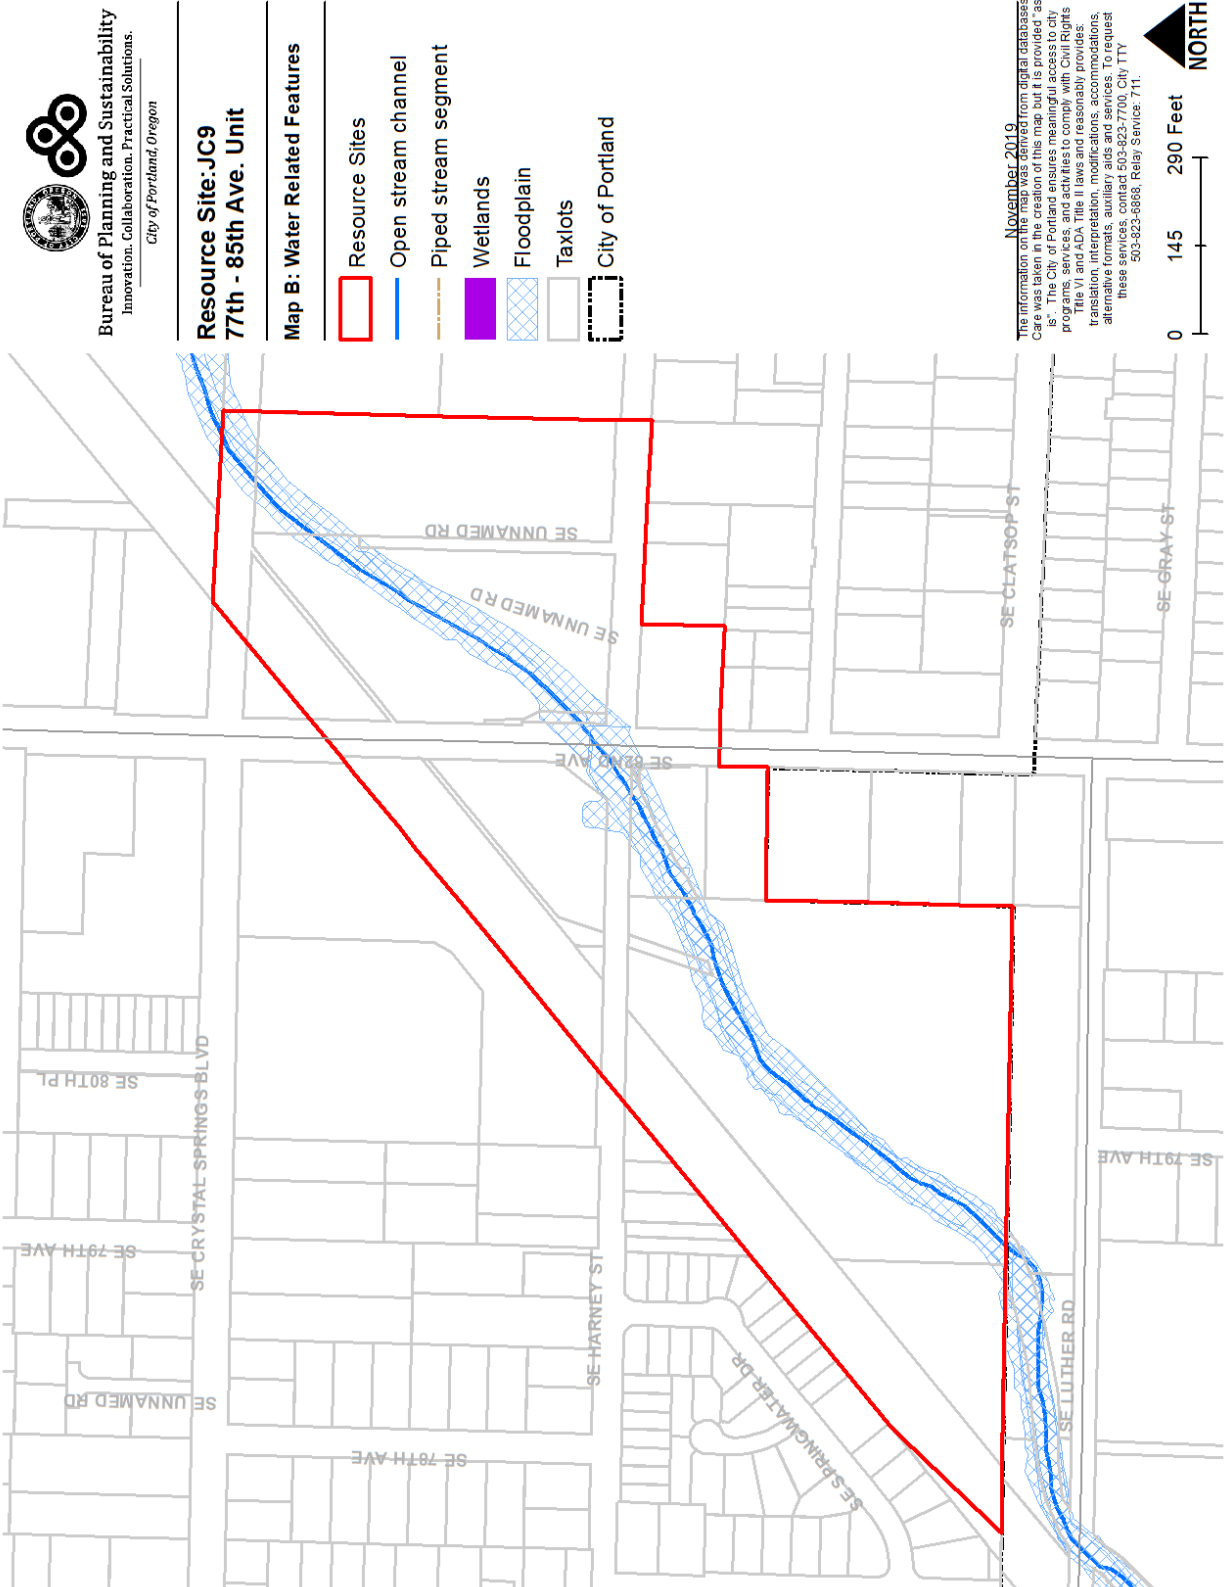 Bureau of Planning and Sustainability
Innovation. Collaboration. Practical Solutions.
City of Portland, Oregon
Resource Site:JC9
77th - 85th Ave. Unit
Map B: Water Related Features
Resource Sites
Open stream channel
Piped stream segment
Wetlands
Floodplain
Taxlots
City of Portland
November 2019
The information on the map was derived from digital databases
Care was taken in the creation of this map but it is provided "as
is". The City of Portland ensures meaningful access to city
programs, services, and activities to comply with Civil Rights
Title VI and ADA Title II laws and reasonably provides:
translation, interpretation, modifications, accommodations,
alternative formats, auxiliary aids and services. To request
these services, contact 503-823-7700, City TTY
503-823-6868, Relay Service: 711.
0 145 290 Feet
NORTH
SE UNNAMED RD
SE UNNAMED RD
SE CLATSOP ST
SE GRAY ST
SE 82ND AVE
SE 80TH PL
SE CRYSTAL SPRINGS BLVD
SE 79TH AVE
SE 79TH AVE
SE HARNEY ST
SE UNNAMED RD
SE 78TH AVE
SE SPRINGWATER DR
SE LUTHER RD